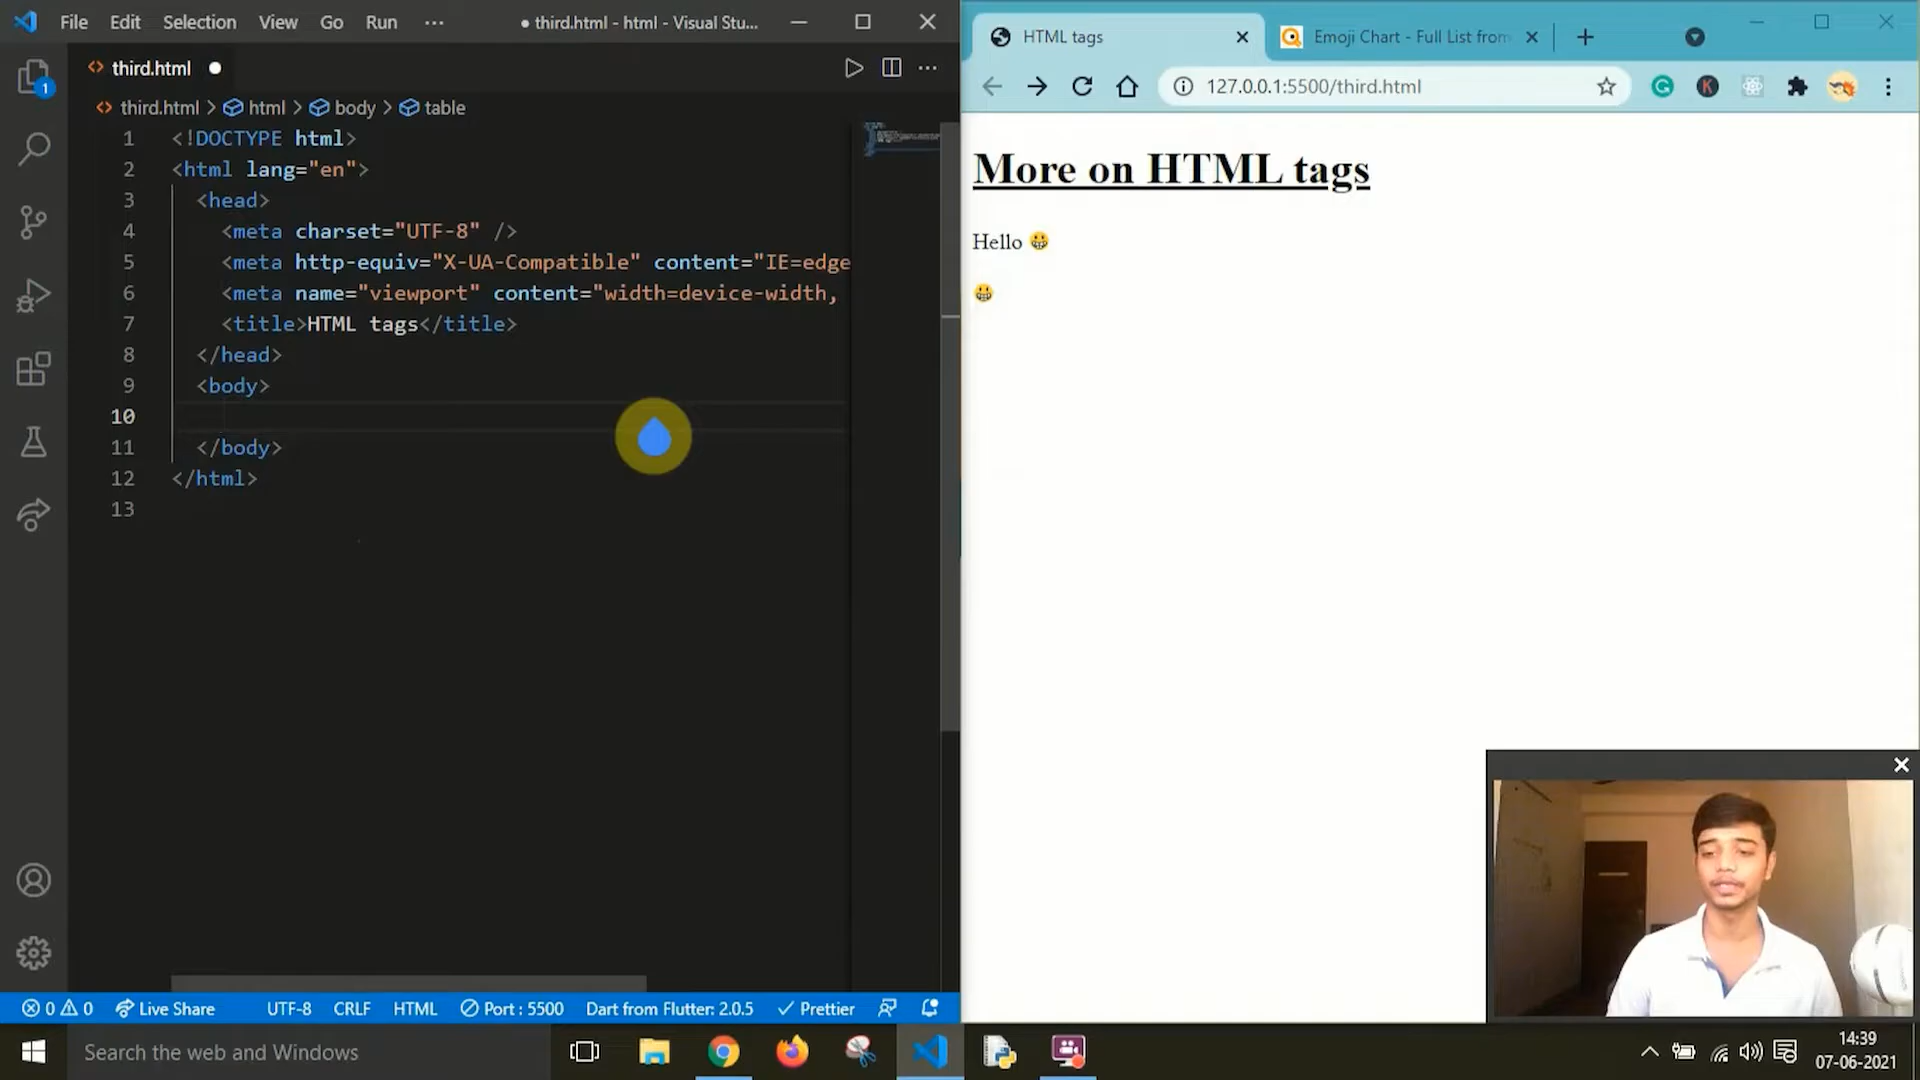 File Edit Selection View Go Run ···
● third.html - html - Visual Stu...
third.html ●
third.html > html > body > table
1 <!DOCTYPE html>
2 <html lang="en">
3 <head>
4 <meta charset="UTF-8" />
5 <meta http-equiv="X-UA-Compatible" content="IE=edge
6 <meta name="viewport" content="width=device-width,
7 <title>HTML tags</title>
8 </head>
9 <body>
10
11 </body>
12 </html>
13
1
0 0 Live Share UTF-8 CRLF HTML Port : 5500 Dart from Flutter: 2.0.5 Prettier
HTML tags
Emoji Chart - Full List from
127.0.0.1:5500/third.html
K
More on HTML tags
Hello 😀
😀
Search the web and Windows
14:39
07-06-2021